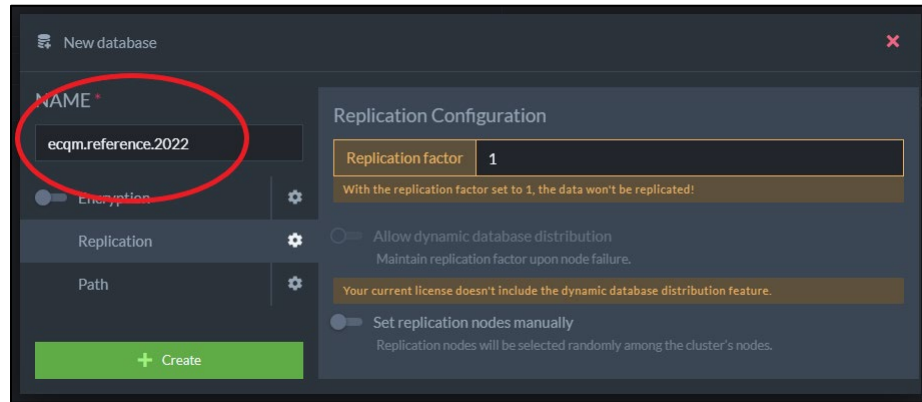 New database
NAME *
ecqm.reference.2022
Encryption
Replication
Path
+ Create
Replication Configuration
Replication factor 1
With the replication factor set to 1, the data won't be replicated!
Allow dynamic database distribution
Maintain replication factor upon node failure.
Your current license doesn't include the dynamic database distribution feature.
Set replication nodes manually
Replication nodes will be selected randomly among the cluster's nodes.